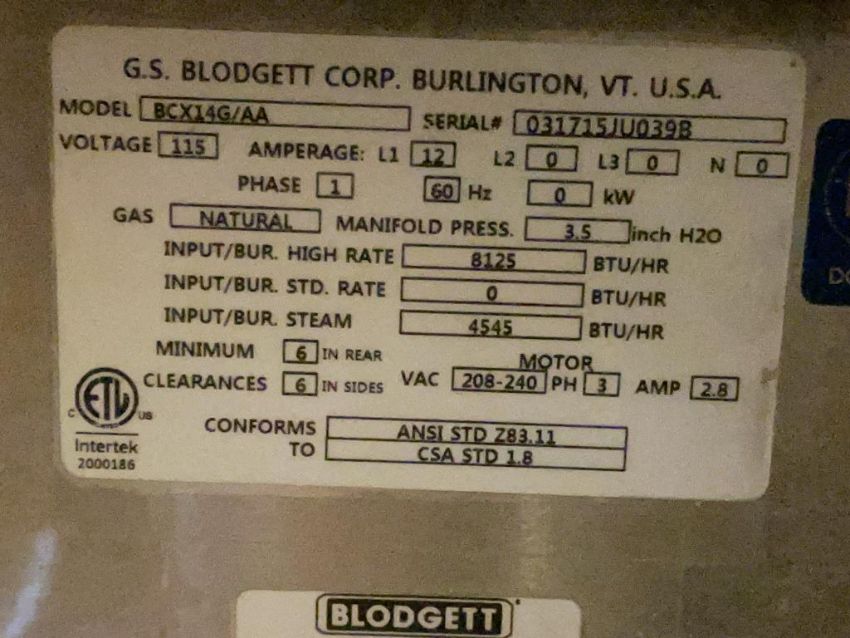 G.S. BLODGETT CORP. BURLINGTON, VT. U.S.A.
MODEL BCX14G/AA SERIAL# 031715JU039B
VOLTAGE 115 AMPERAGE: L1 12 L2 0 L3 0 N 0
PHASE 1 60 Hz 0 kW
GAS NATURAL MANIFOLD PRESS. 3.5 inch H2O
INPUT/BUR. HIGH RATE 8125 BTU/HR
INPUT/BUR. STD. RATE 0 BTU/HR
INPUT/BUR. STEAM 4545 BTU/HR
MINIMUM 6 IN REAR MOTOR
CLEARANCES 6 IN SIDES VAC 208-240 PH 3 AMP 2.8
C ETL US
Intertek
2000186
CONFORMS ANSI STD Z83.11
TO CSA STD 1.8
BLODGETT